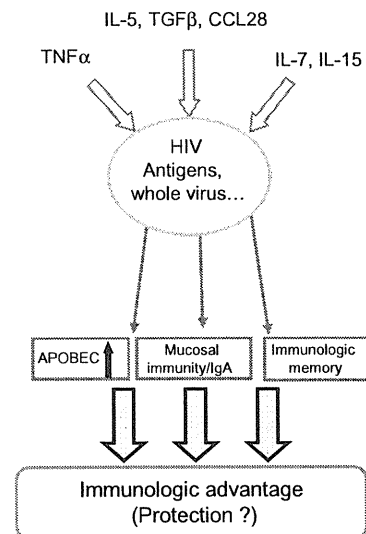 IL-5, TGFβ, CCL28
TNFα
IL-7, IL-15
HIV
Antigens,
whole virus...
APOBEC
Mucosal
immunity/IgA
Immunologic
memory
Immunologic advantage
(Protection ?)